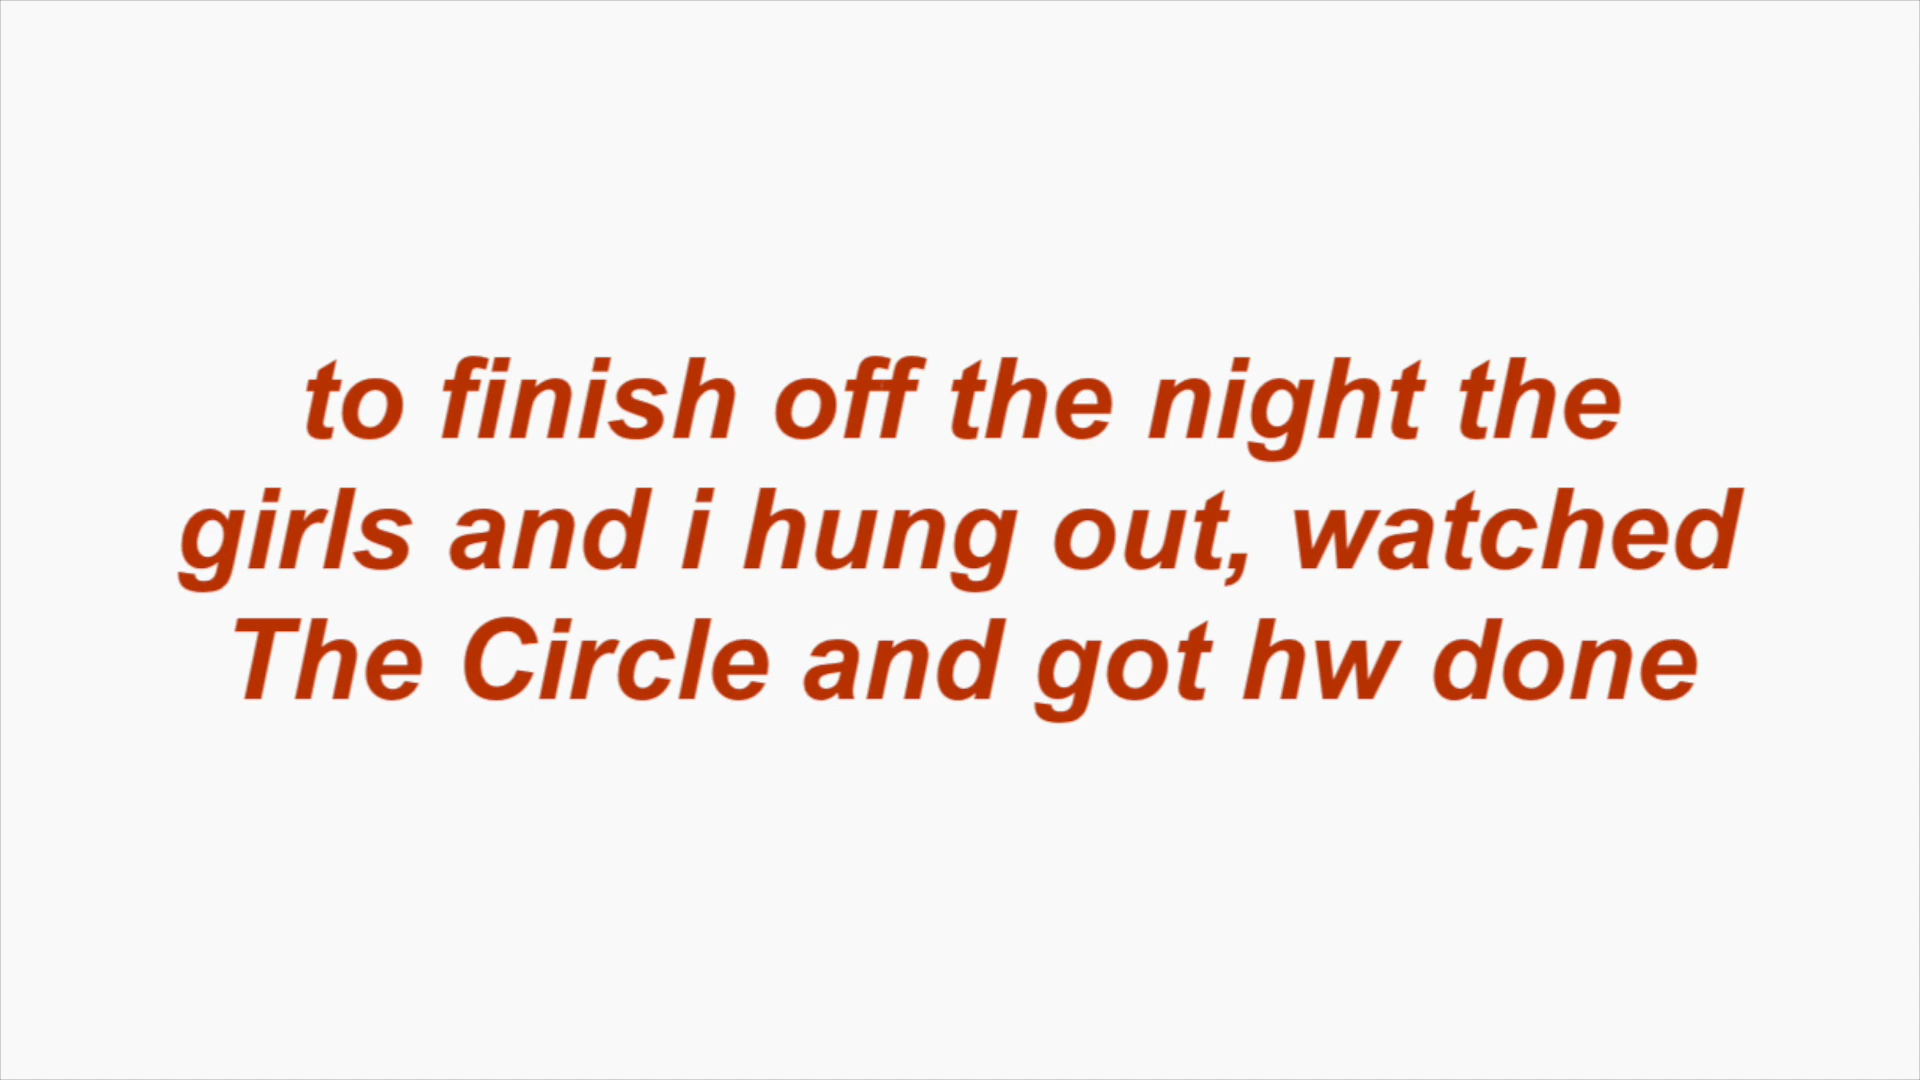 to finish off the night the
girls and i hung out, watched
The Circle and got hw done